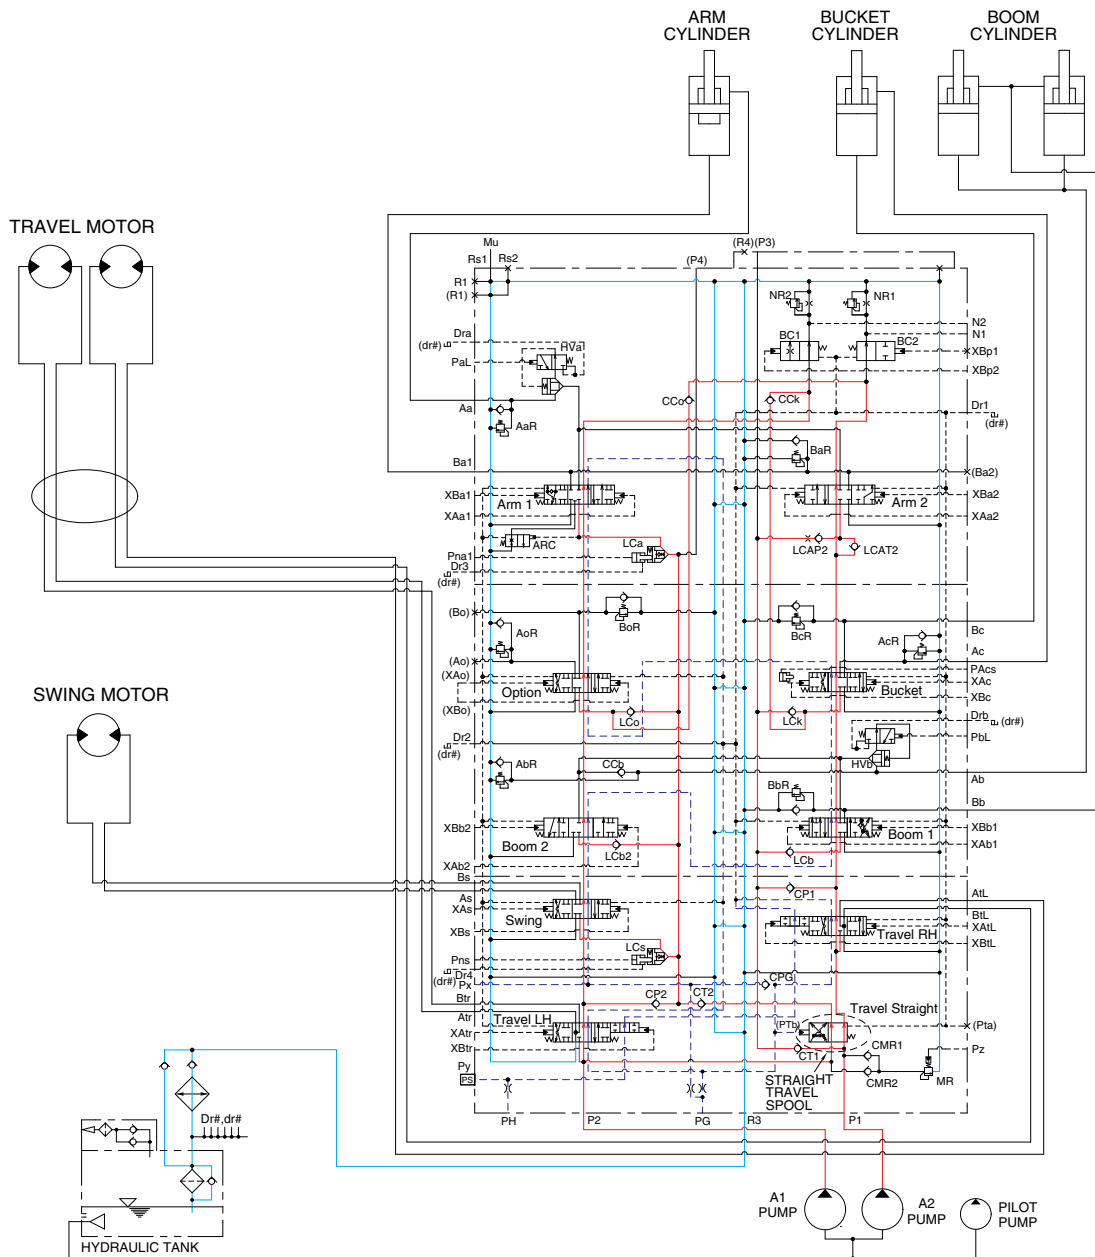 ARM
CYLINDER
BUCKET
CYLINDER
BOOM
CYLINDER
TRAVEL MOTOR
SWING MOTOR
Mu
Rs1
Rs2
(R4)(P3)
(P4)
R1
(R1)
NR2
NR1
Dra
(dr#)
HVa
BC1
BC2
N2
N1
PaL
XBp1
XBp2
CCo
CCk
Aa
AaR
Dr1
(dr#)
Ba1
BaR
(Ba2)
XBa1
Arm 1
Arm 2
XBa2
XAa1
XAa2
ARC
LCa
LCAP2
LCAT2
Pna1
Dr3
(dr#)
(Bo)
BoR
BcR
Bc
AoR
AcR
Ac
(Ao)
PAcs
(XAo)
Option
Bucket
XAc
XBc
(XBo)
LCo
LCk
Drb
(dr#)
Dr2
(dr#)
PbL
HVb
AbR
CCb
Ab
BbR
Bb
XBb2
Boom 2
Boom 1
XBb1
XAb1
LCb2
LCb
XAb2
Bs
CP1
AtL
As
XAs
Swing
BtL
XAtL
Travel RH
XBs
XBtL
LCs
Pns
Dr4
(dr#)
Px
CPG
Btr
CP2
CT2
Travel Straight
Atr
Travel LH
(PTb)
(Pta)
XAtr
XBtr
CT1
CMR1
Pz
Py
PS
STRAIGHT
TRAVEL
SPOOL
CMR2
MR
PH
P2
PG
R3
P1
Dr#,dr#
HYDRAULIC TANK
A1
PUMP
A2
PUMP
PILOT
PUMP